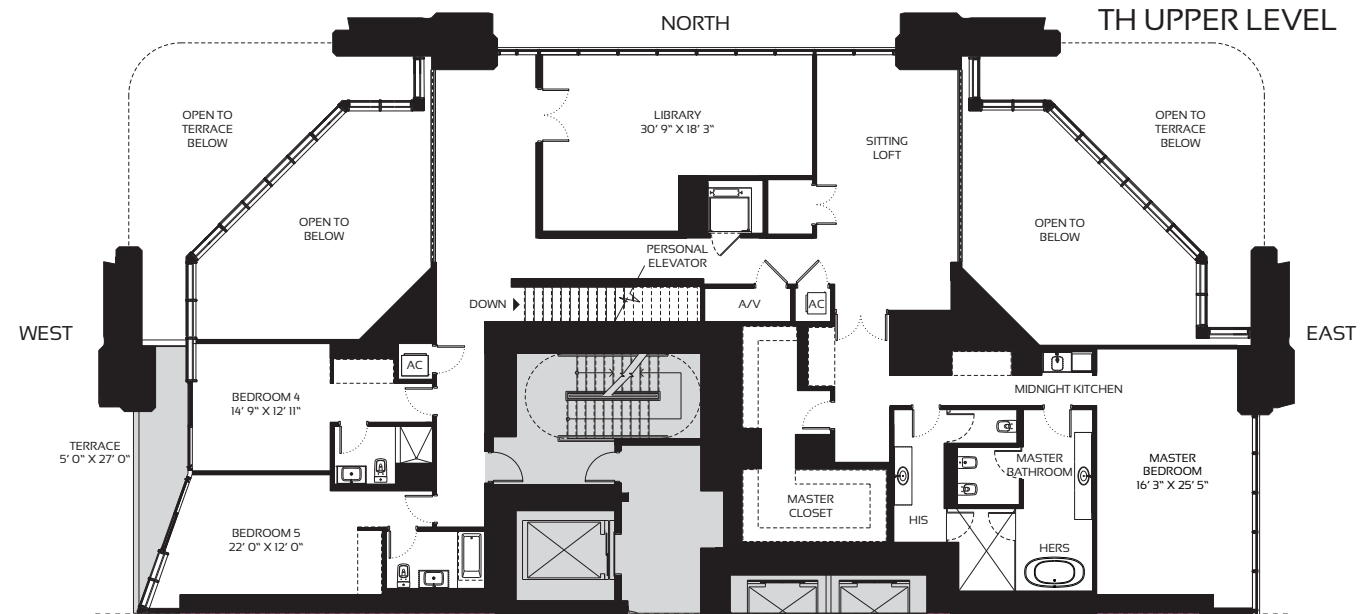 NORTH
TH UPPER LEVEL
OPEN TO
TERRACE
BELOW
LIBRARY
30' 9" X 18' 3"
SITTING
LOFT
OPEN TO
TERRACE
BELOW
OPEN TO
BELOW
OPEN TO
BELOW
PERSONAL
ELEVATOR
DOWN
A/V
AC
WEST
EAST
AC
BEDROOM 4
14' 9" X 12' 11"
MIDNIGHT KITCHEN
TERRACE
5' 0" X 27' 0"
MASTER
BATHROOM
MASTER
BEDROOM
16' 3" X 25' 5"
MASTER
CLOSET
HIS
BEDROOM 5
22' 0" X 12' 0"
HERS